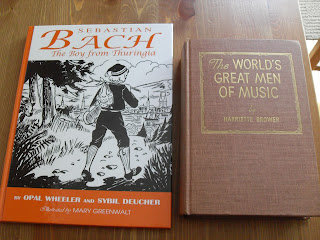 SEBASTIAN
BACH
The Boy from Thuringia
BY OPAL WHEELER AND SYBIL DEUCHER
Illustrated by MARY GREENWALT
The WORLD'S
GREAT MEN
OF MUSIC
by
HARRIETTE BROWER